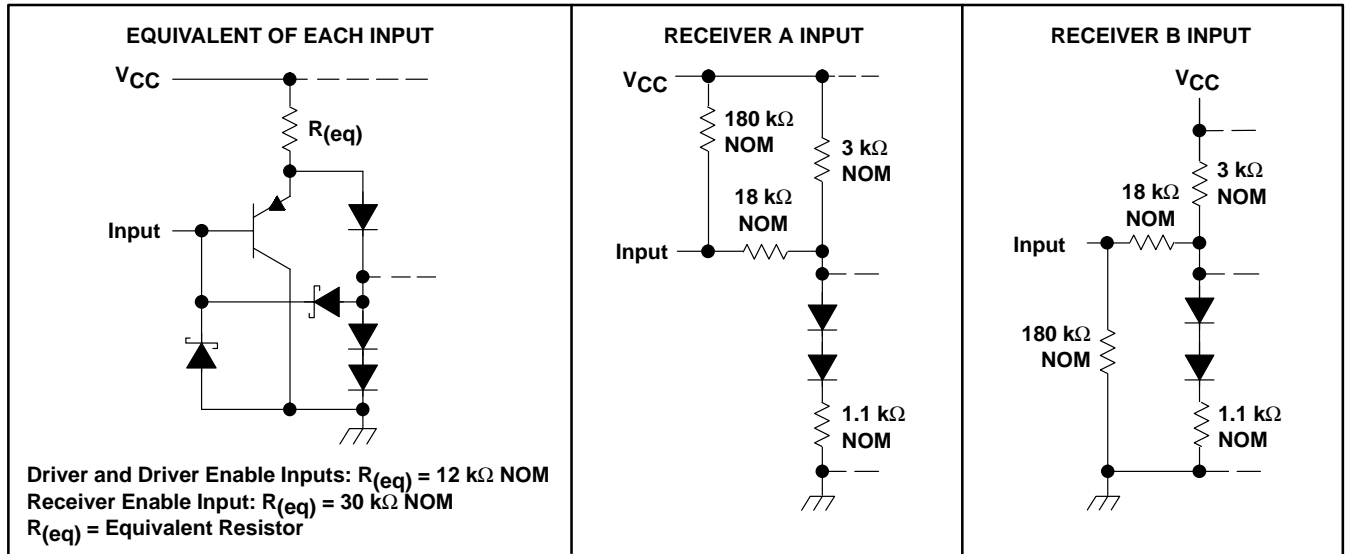 EQUIVALENT OF EACH INPUT
VCC
R(eq)
Input
Driver and Driver Enable Inputs: R(eq) = 12 kΩ NOM
Receiver Enable Input: R(eq) = 30 kΩ NOM
R(eq) = Equivalent Resistor
RECEIVER A INPUT
VCC
180 kΩ
NOM
3 kΩ
NOM
18 kΩ
NOM
Input
1.1 kΩ
NOM
RECEIVER B INPUT
VCC
3 kΩ
NOM
18 kΩ
NOM
Input
180 kΩ
NOM
1.1 kΩ
NOM